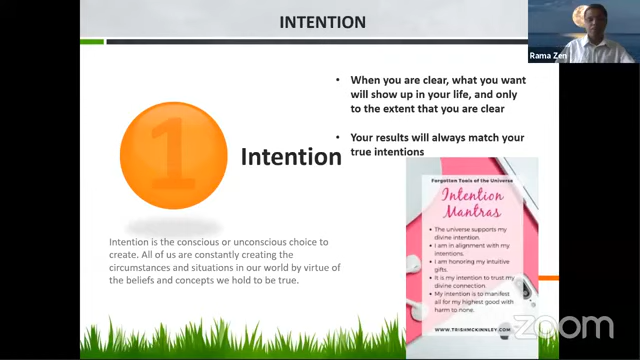 INTENTION
Rama Zen
When you are clear, what you want
will show up in your life, and only
to the extent that you are clear
Your results will always match your
true intentions
1
Intention
Intention is the conscious or unconscious choice to
create. All of us are constantly creating the
circumstances and situations in our world by virtue of
the beliefs and concepts we hold to be true.
Forgotten Tools of the Universe
Intention
Mantras
The universe supports my
divine intention.
I am in alignment with my
intentions.
I am honoring my intuitive
gifts.
It is my intention to trust my
divine connection.
My intention is to manifest
all for my highest good with
harm to none.
WWW.TRISHMCKINNLEY.COM
zoom